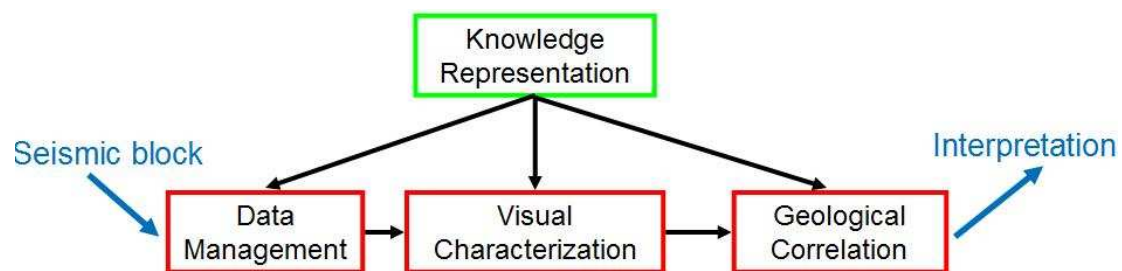 Knowledge
Representation
Seismic block
Interpretation
Data
Management
Visual
Characterization
Geological
Correlation